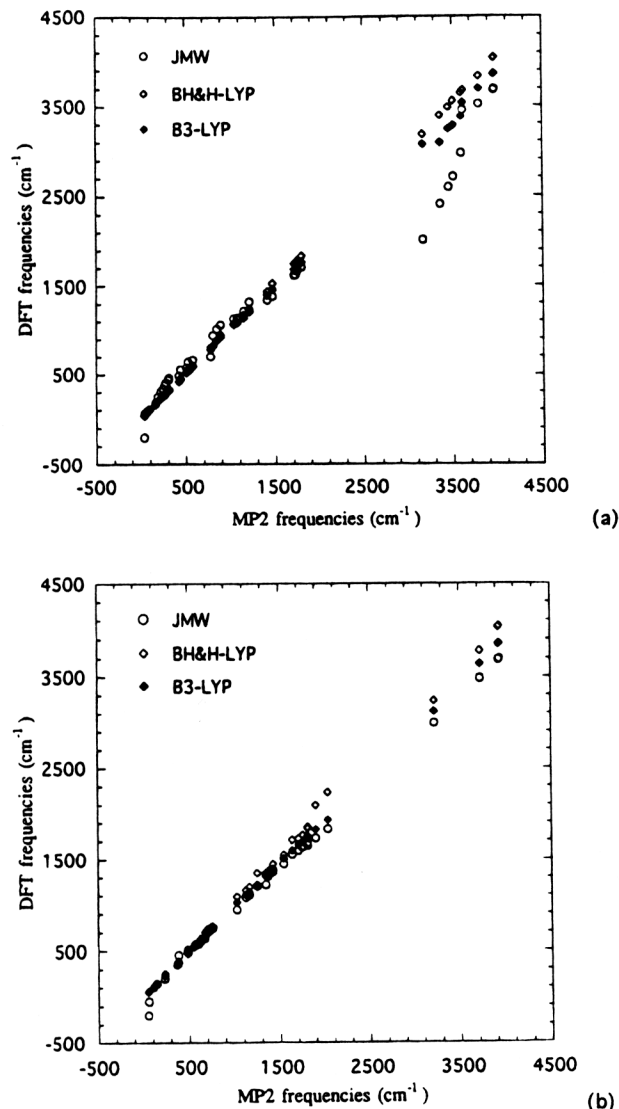 4500
3500
2500
1500
500
-500
DFT frequencies (cm-1)
JMW
BH&H-LYP
B3-LYP
-500 500 1500 2500 3500 4500
MP2 frequencies (cm-1)
(a)
4500
3500
2500
1500
500
-500
DFT frequencies (cm-1)
JMW
BH&H-LYP
B3-LYP
-500 500 1500 2500 3500 4500
MP2 frequencies (cm-1)
(b)